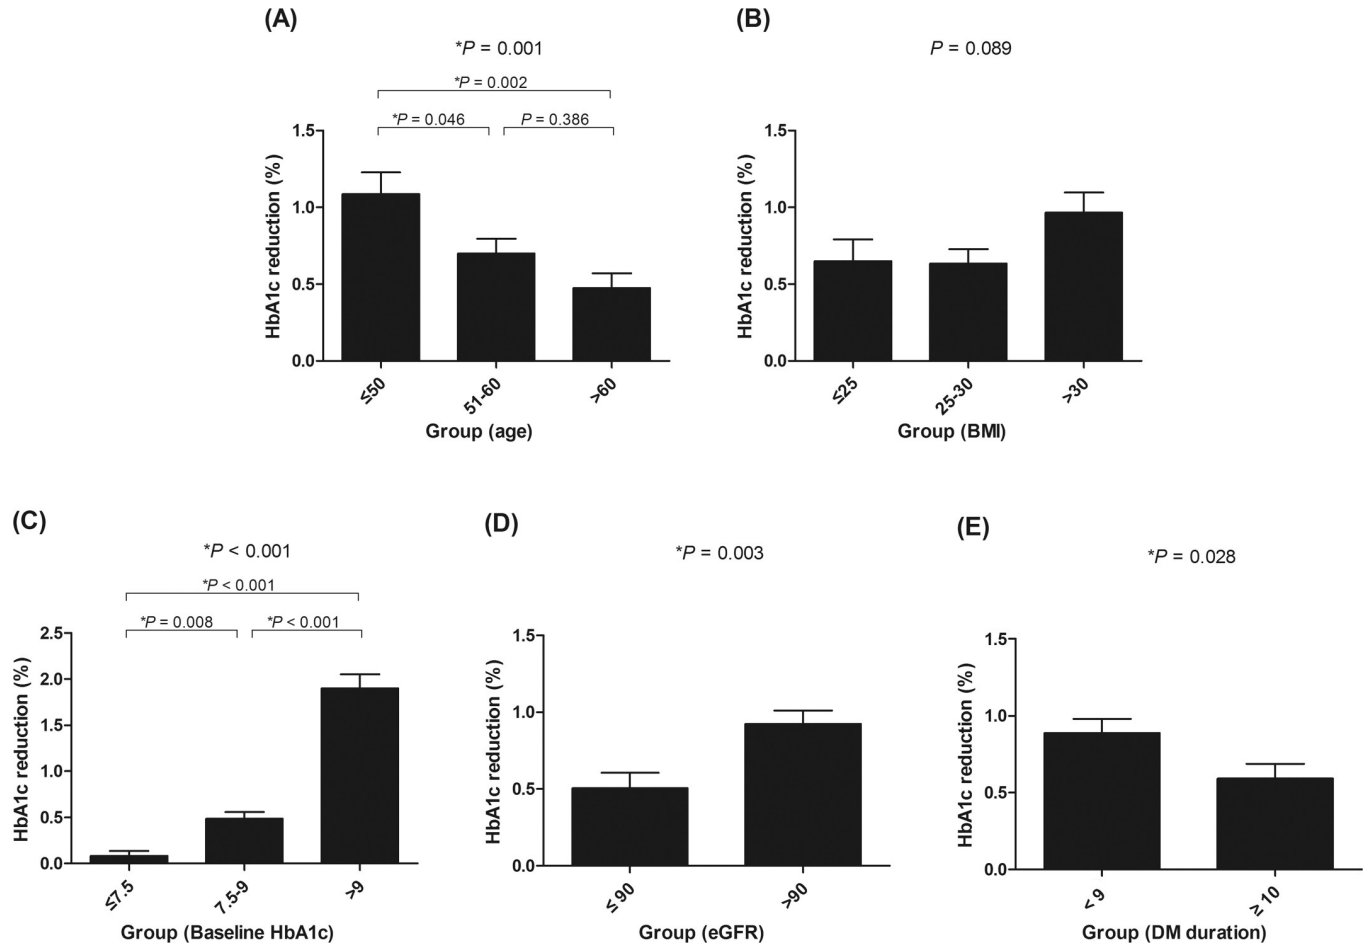 (A)
*P = 0.001
*P = 0.002
*P = 0.046
P = 0.386
HbA1c reduction (%)
1.5
1.0
0.5
0.0
≤50
51-60
>60
Group (age)
(B)
P = 0.089
HbA1c reduction (%)
1.5
1.0
0.5
0.0
≤25
25-30
>30
Group (BMI)
(C)
*P < 0.001
*P < 0.001
*P = 0.008
*P < 0.001
HbA1c reduction (%)
2.5
2.0
1.5
1.0
0.5
0.0
≤7.5
7.5-9
>9
Group (Baseline HbA1c)
(D)
*P = 0.003
HbA1c reduction (%)
1.5
1.0
0.5
0.0
≤ 90
>90
Group (eGFR)
(E)
*P = 0.028
HbA1c reduction (%)
1.5
1.0
0.5
0.0
< 9
≥ 10
Group (DM duration)